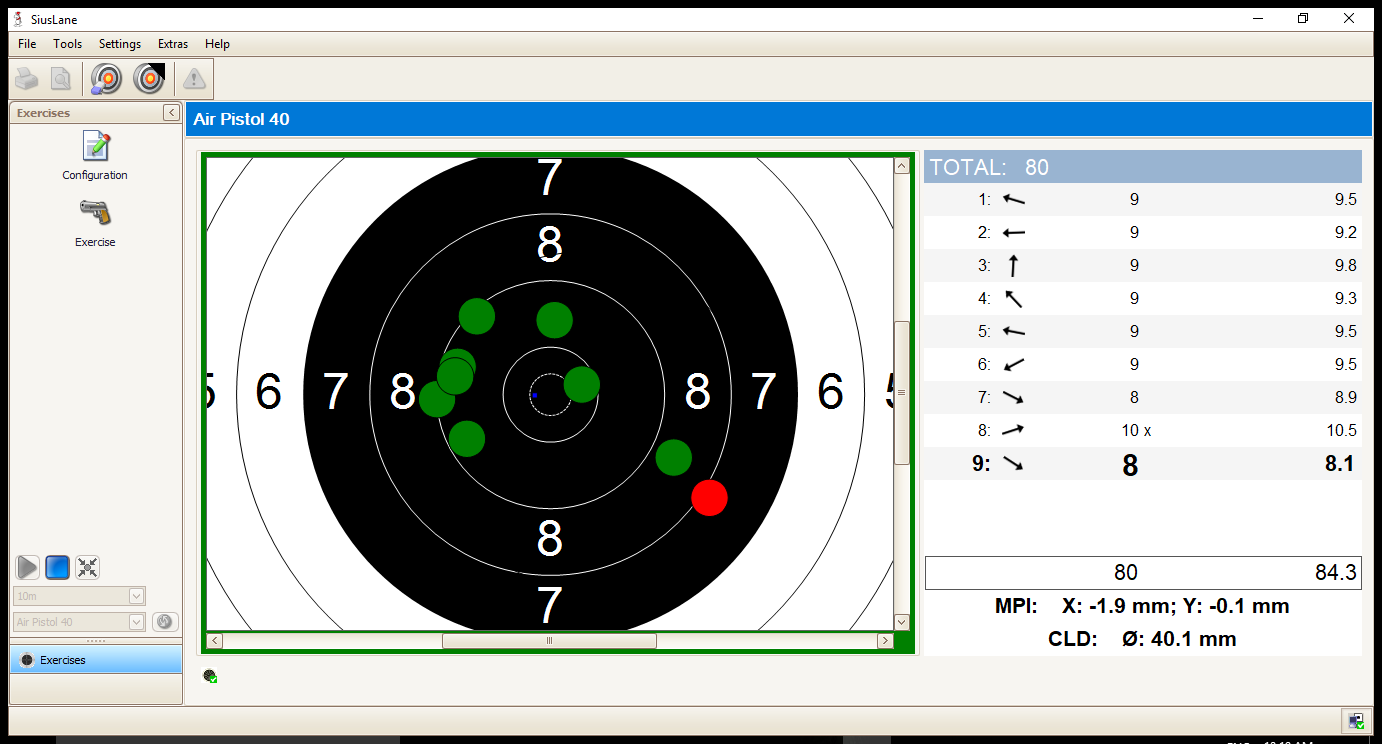 SiusLane
File Tools Settings Extras Help
Exercises
Configuration
Exercise
10m
Air Pistol 40
Exercises
Air Pistol 40
7
8
6 7 8 8 7 6
8
7
TOTAL: 80
1: 9 9.5
2: 9 9.2
3: 9 9.8
4: 9 9.3
5: 9 9.5
6: 9 9.5
7: 8 8.9
8: 10 x 10.5
9: 8 8.1
80 84.3
MPI: X: -1.9 mm; Y: -0.1 mm
CLD: Ø: 40.1 mm